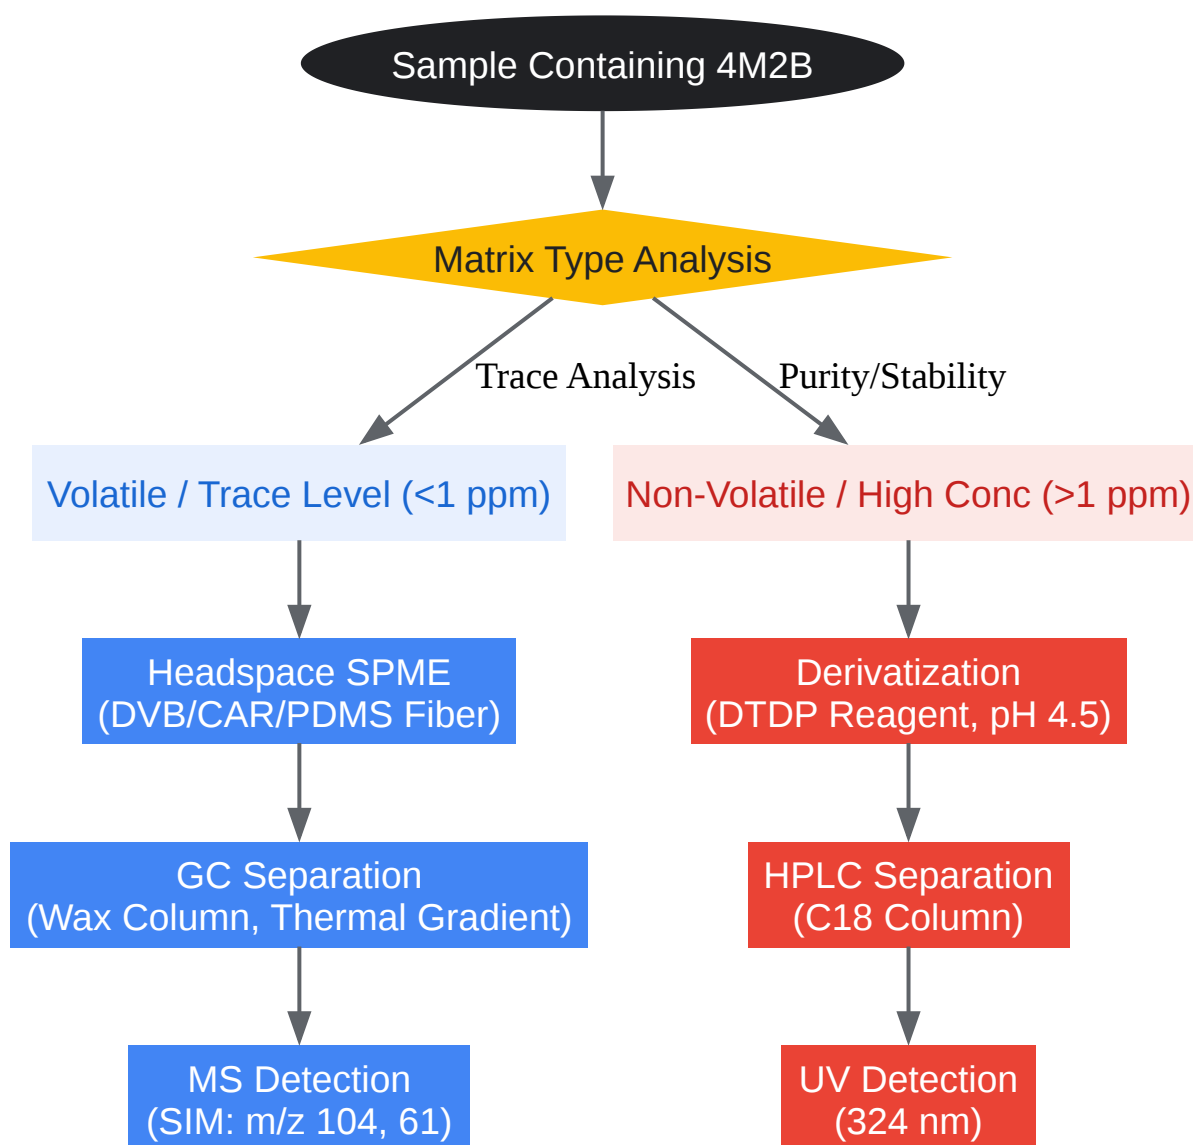 Sample Containing 4M2B
Matrix Type Analysis
Trace Analysis
Purity/Stability
Volatile / Trace Level (<1 ppm)
Non-Volatile / High Conc (>1 ppm)
Headspace SPME
(DVB/CAR/PDMS Fiber)
Derivatization
(DTDP Reagent, pH 4.5)
GC Separation
(Wax Column, Thermal Gradient)
HPLC Separation
(C18 Column)
MS Detection
(SIM: m/z 104, 61)
UV Detection
(324 nm)